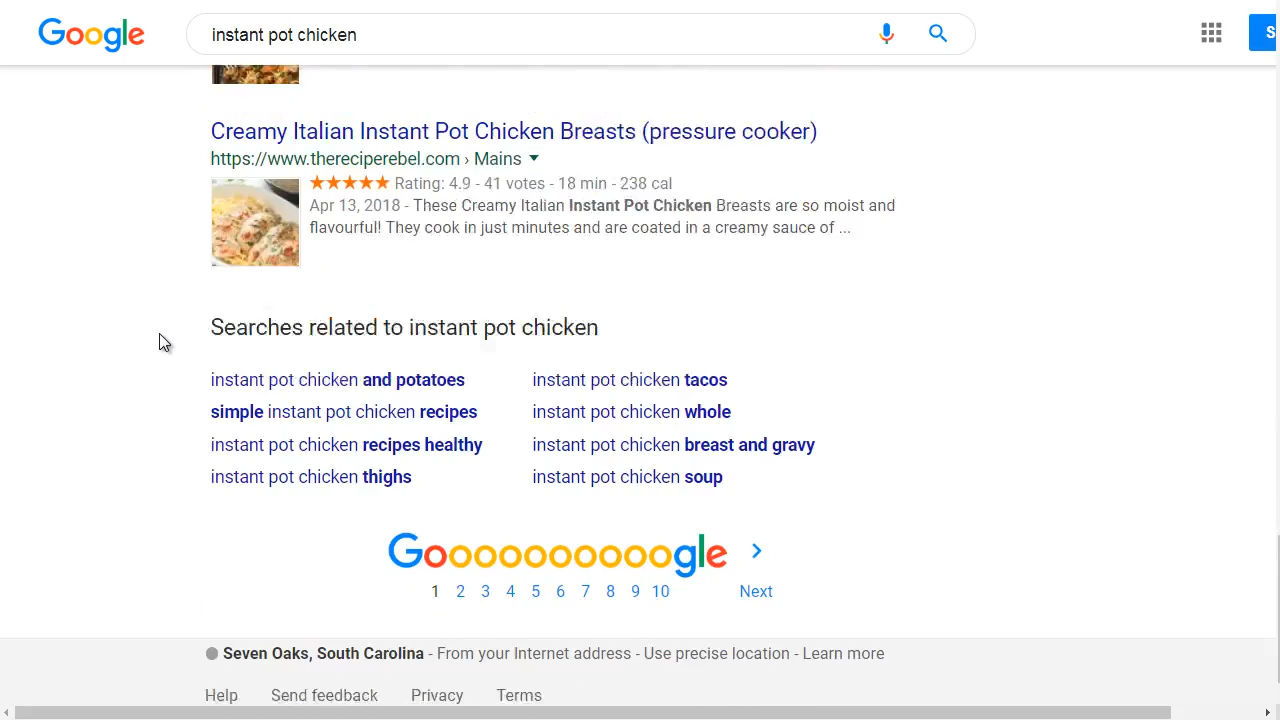 Google
instant pot chicken
S
Creamy Italian Instant Pot Chicken Breasts (pressure cooker)
https://www.thereciperebel.com › Mains
Rating: 4.9 - 41 votes - 18 min - 238 cal
Apr 13, 2018 - These Creamy Italian Instant Pot Chicken Breasts are so moist and
flavourful! They cook in just minutes and are coated in a creamy sauce of ...
Searches related to instant pot chicken
instant pot chicken and potatoes
instant pot chicken tacos
simple instant pot chicken recipes
instant pot chicken whole
instant pot chicken recipes healthy
instant pot chicken breast and gravy
instant pot chicken thighs
instant pot chicken soup
Goooooooooogle
1 2 3 4 5 6 7 8 9 10 Next
Seven Oaks, South Carolina - From your Internet address - Use precise location - Learn more
Help Send feedback Privacy Terms